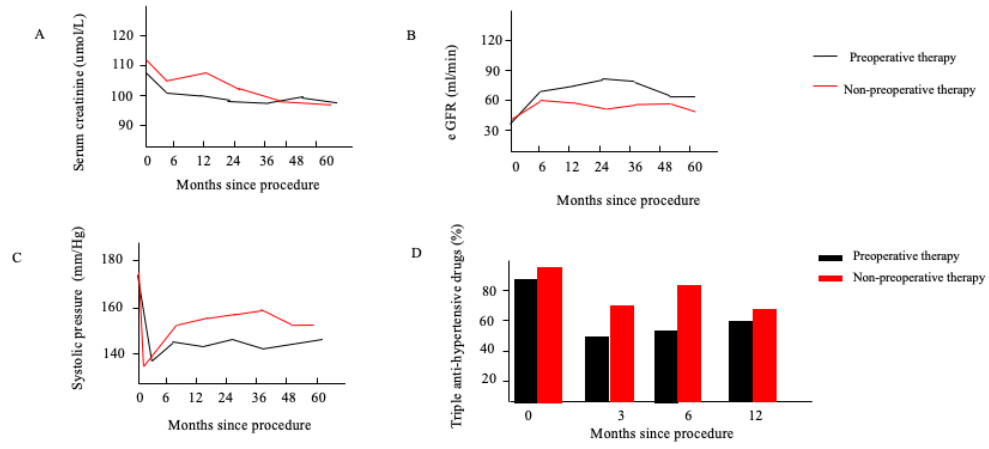 A
Serum creatinine (umol/L)
120
110
100
90
0 6 12 24 36 48 60
Months since procedure
B
e GFR (ml/min)
120
90
60
30
0 6 12 24 36 48 60
Months since procedure
Preoperative therapy
Non-preoperative therapy
C
Systolic pressure (mm/Hg)
180
160
140
0 6 12 24 36 48 60
Months since procedure
D
Triple anti-hypertensive drugs (%)
80
60
40
20
0 3 6 12
Months since procedure
Preoperative therapy
Non-preoperative therapy